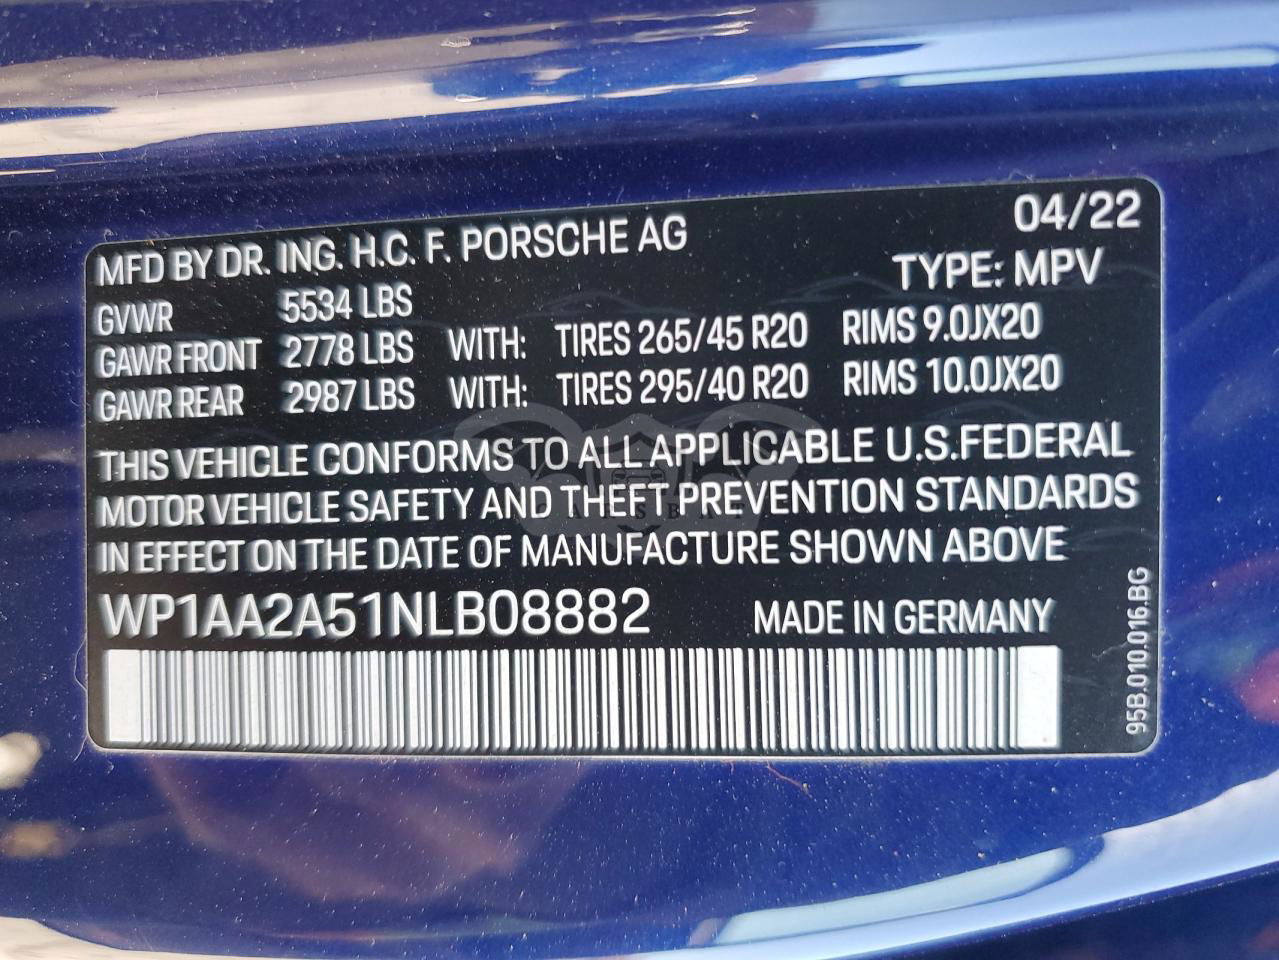 04/22
MFD BY DR. ING. H.C. F. PORSCHE AG
TYPE: MPV
GVWR 5534 LBS
GAWR FRONT 2778 LBS WITH: TIRES 265/45 R20 RIMS 9.0JX20
GAWR REAR 2987 LBS WITH: TIRES 295/40 R20 RIMS 10.0JX20
THIS VEHICLE CONFORMS TO ALL APPLICABLE U.S.FEDERAL
MOTOR VEHICLE SAFETY AND THEFT PREVENTION STANDARDS
IN EFFECT ON THE DATE OF MANUFACTURE SHOWN ABOVE
WP1AA2A51NLB08882 MADE IN GERMANY
95B.010.016.BG